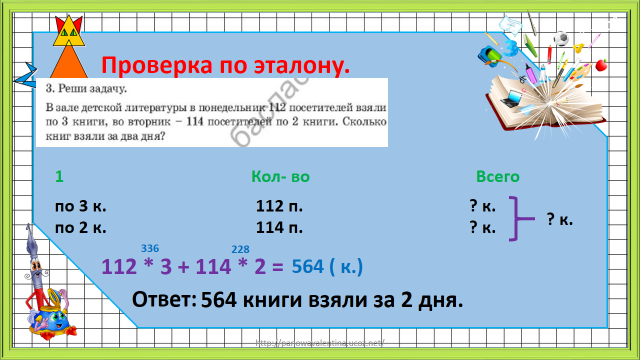 Проверка по эталону.
3. Реши задачу.
В зале детской литературы в понедельник 112 посетителей взяли
по 3 книги, во вторник – 114 посетителей по 2 книги. Сколько
книг взяли за два дня?
1 Кол- во Всего
по 3 к. 112 п. ? к.
по 2 к. 114 п. ? к.
? к.
336 228
112 * 3 + 114 * 2 = 564 ( к.)
Ответ: 564 книги взяли за 2 дня.
http://parjowavalentina.ucoz.net/